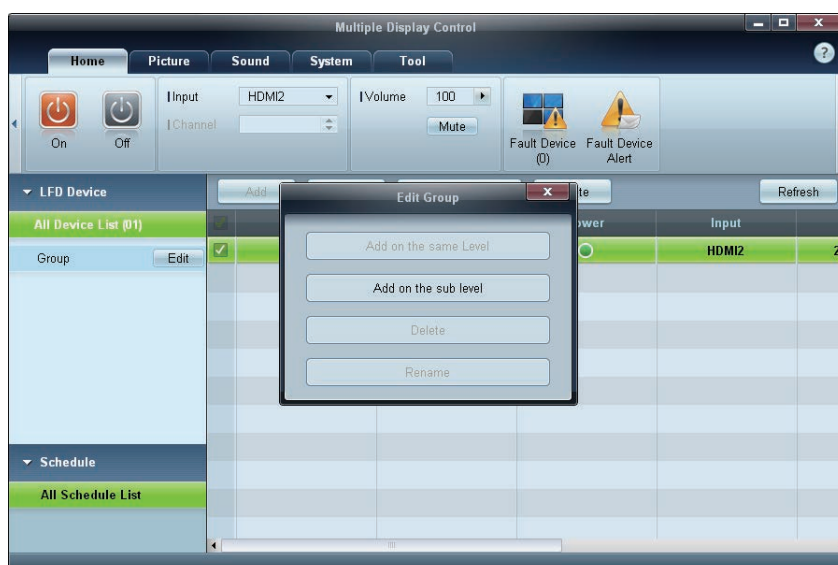 Multiple Display Control
Home Picture Sound System Tool
Input HDMI2 Volume 100
Channel Mute
On Off Fault Device (0) Fault Device Alert
LFD Device
Add Refresh
Edit Group
All Device List (01)
Input
Group Edit
HDMI2
Add on the same Level
Add on the sub level
Delete
Rename
Schedule
All Schedule List